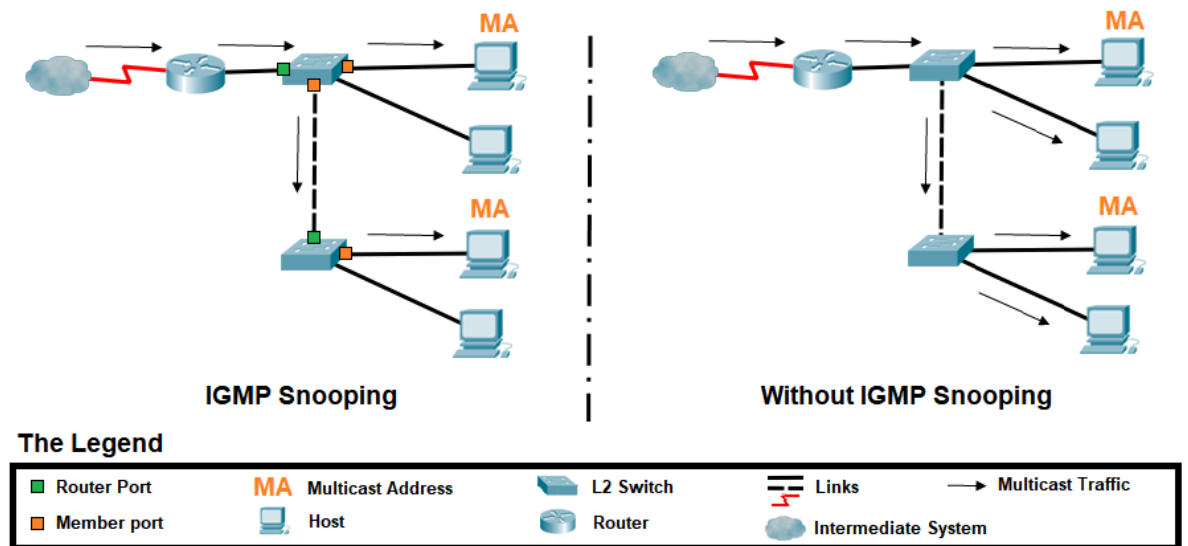 MA
MA
MA
MA
IGMP Snooping
Without IGMP Snooping
The Legend
Router Port
MA Multicast Address
L2 Switch
Links
Multicast Traffic
Member port
Host
Router
Intermediate System